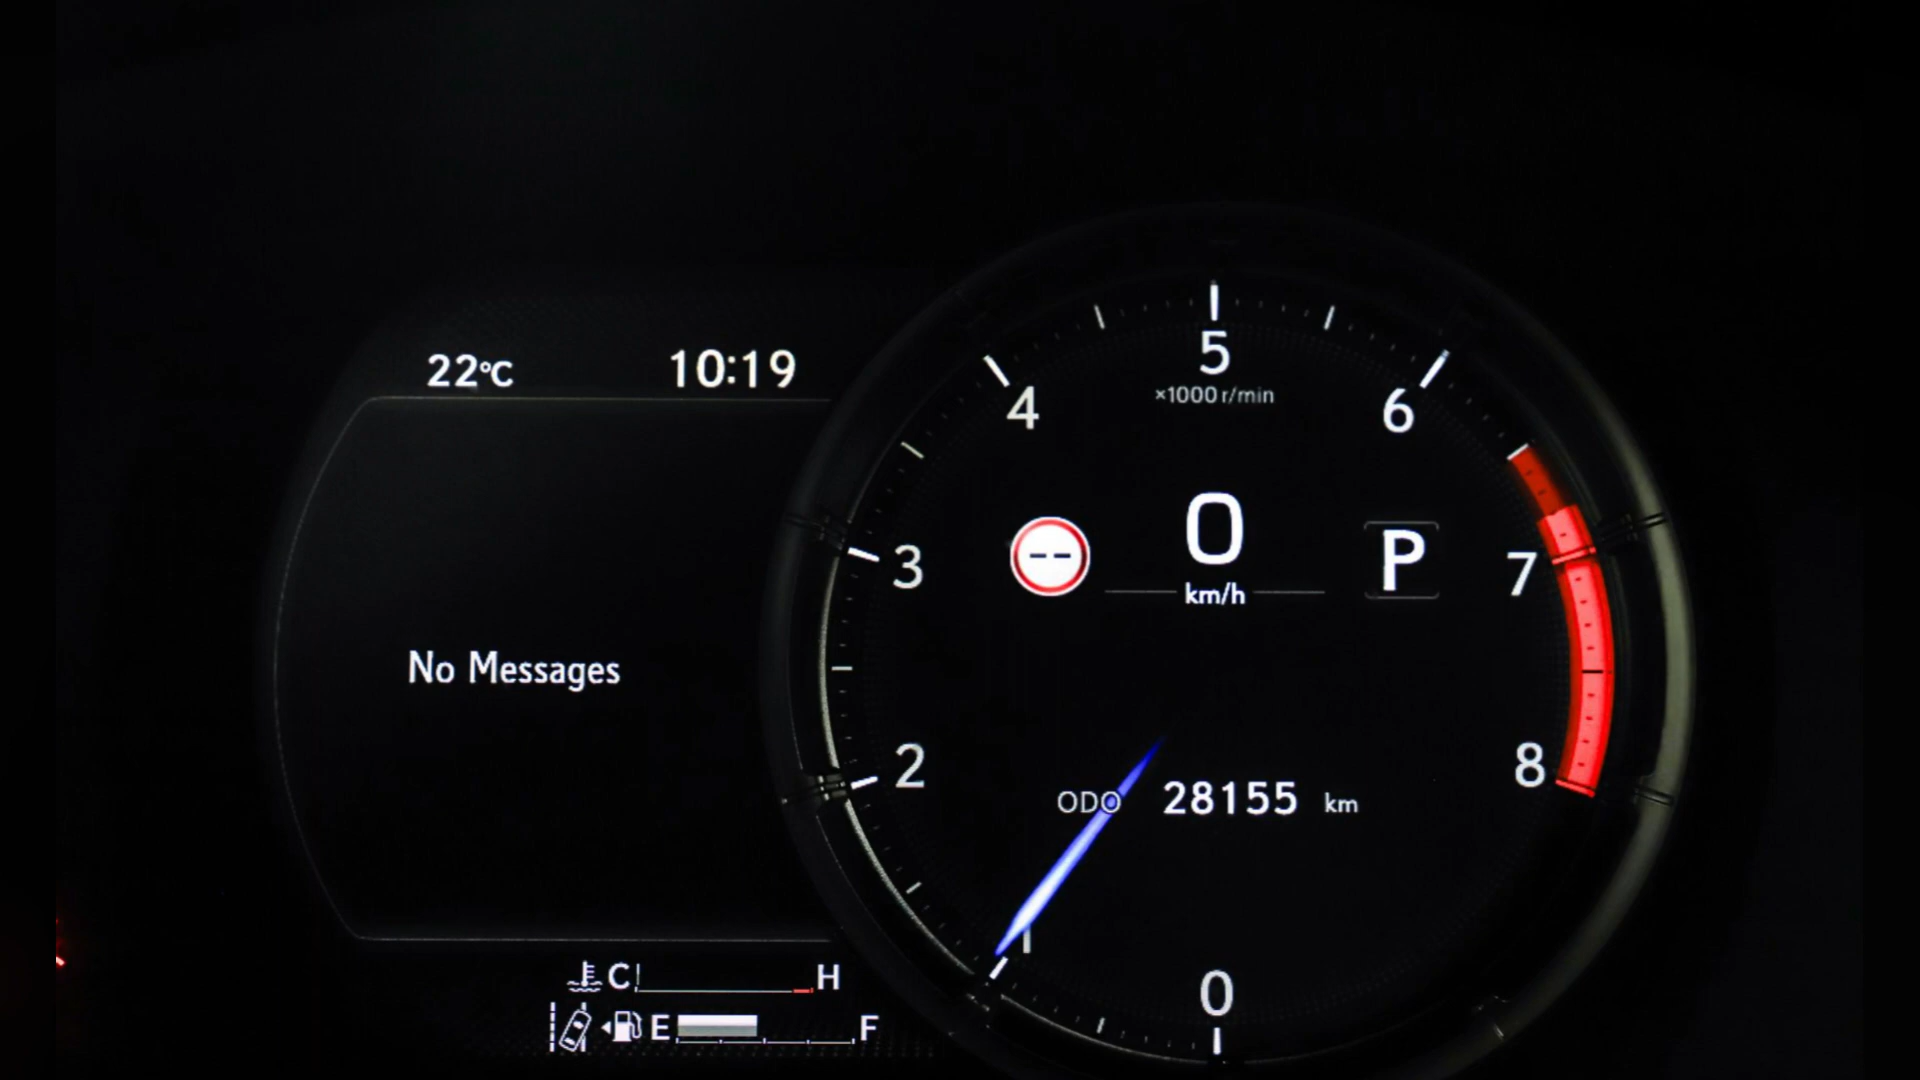 22°C 10:19
No Messages
C H
E F
5
×1000 r/min
4 6
3 7
-- 0 P
km/h
2 8
ODO 28155 km
1
0